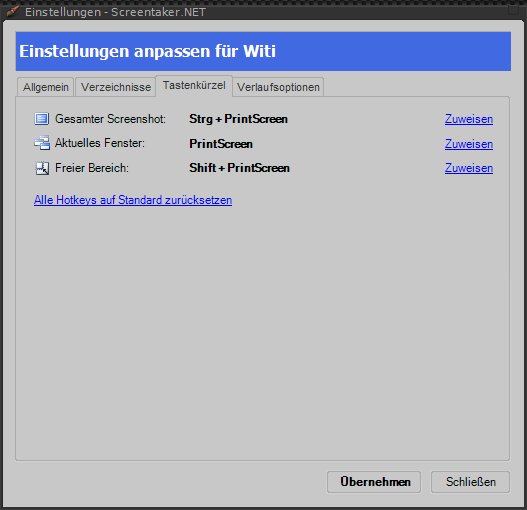 Einstellungen - Screentaker.NET
Einstellungen anpassen für Witi
Allgemein Verzeichnisse Tastenkürzel Verlaufsoptionen
Gesamter Screenshot: Strg + PrintScreen Zuweisen
Aktuelles Fenster: PrintScreen Zuweisen
Freier Bereich: Shift + PrintScreen Zuweisen
Alle Hotkeys auf Standard zurücksetzen
Übernehmen Schließen